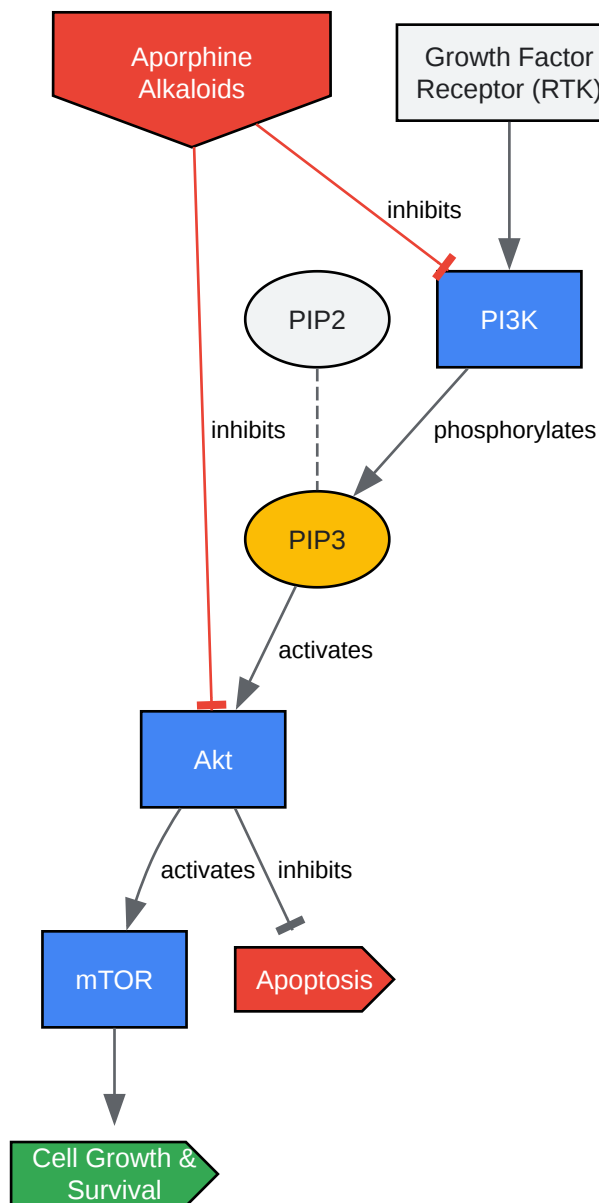 Aporphine
Alkaloids
Growth Factor
Receptor (RTK)
inhibits
PIP2
PI3K
inhibits
phosphorylates
PIP3
activates
Akt
activates
inhibits
mTOR
Apoptosis
Cell Growth &
Survival